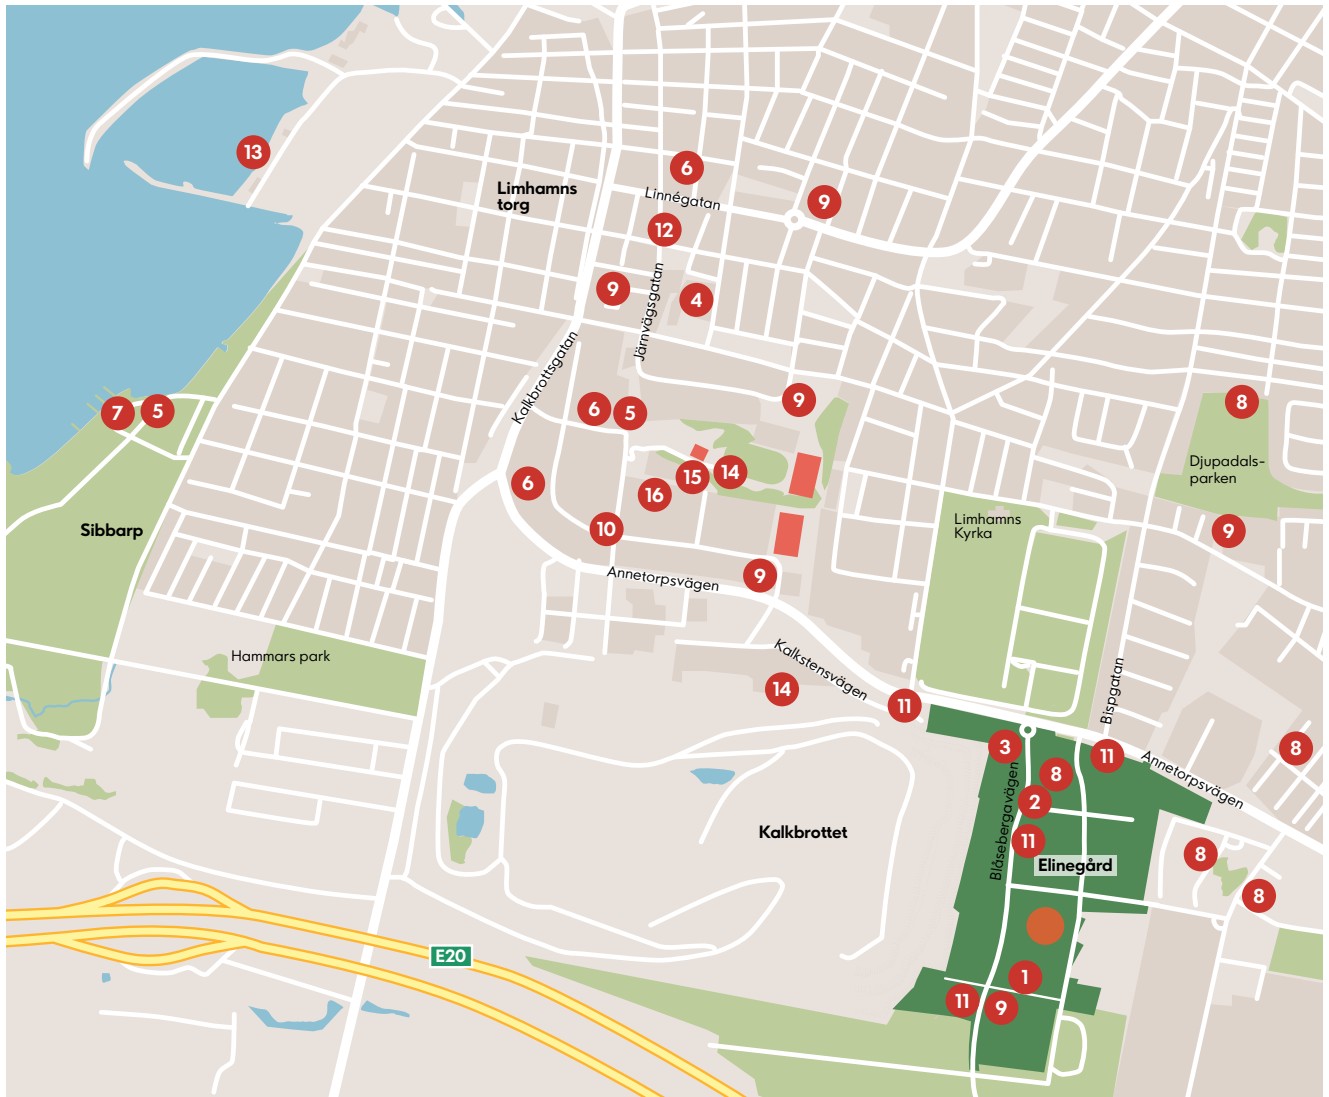 13
6
Limhamns
torg
Linnégatan
9
12
9
4
Järnvägsgatan
Kalkbrottsgatan
7
5
6
5
9
8
Djupadals-
parken
15
14
6
16
Sibbarp
10
Limhamns
Kyrka
9
Annetorpsvägen
9
Hammars park
Kalkstensvägen
14
11
Bispgatan
3
11
8
8
Annetorpsvägen
2
Blåsebergavägen
11
Kalkbrottet
Elinegård
8
8
E20
1
11
9